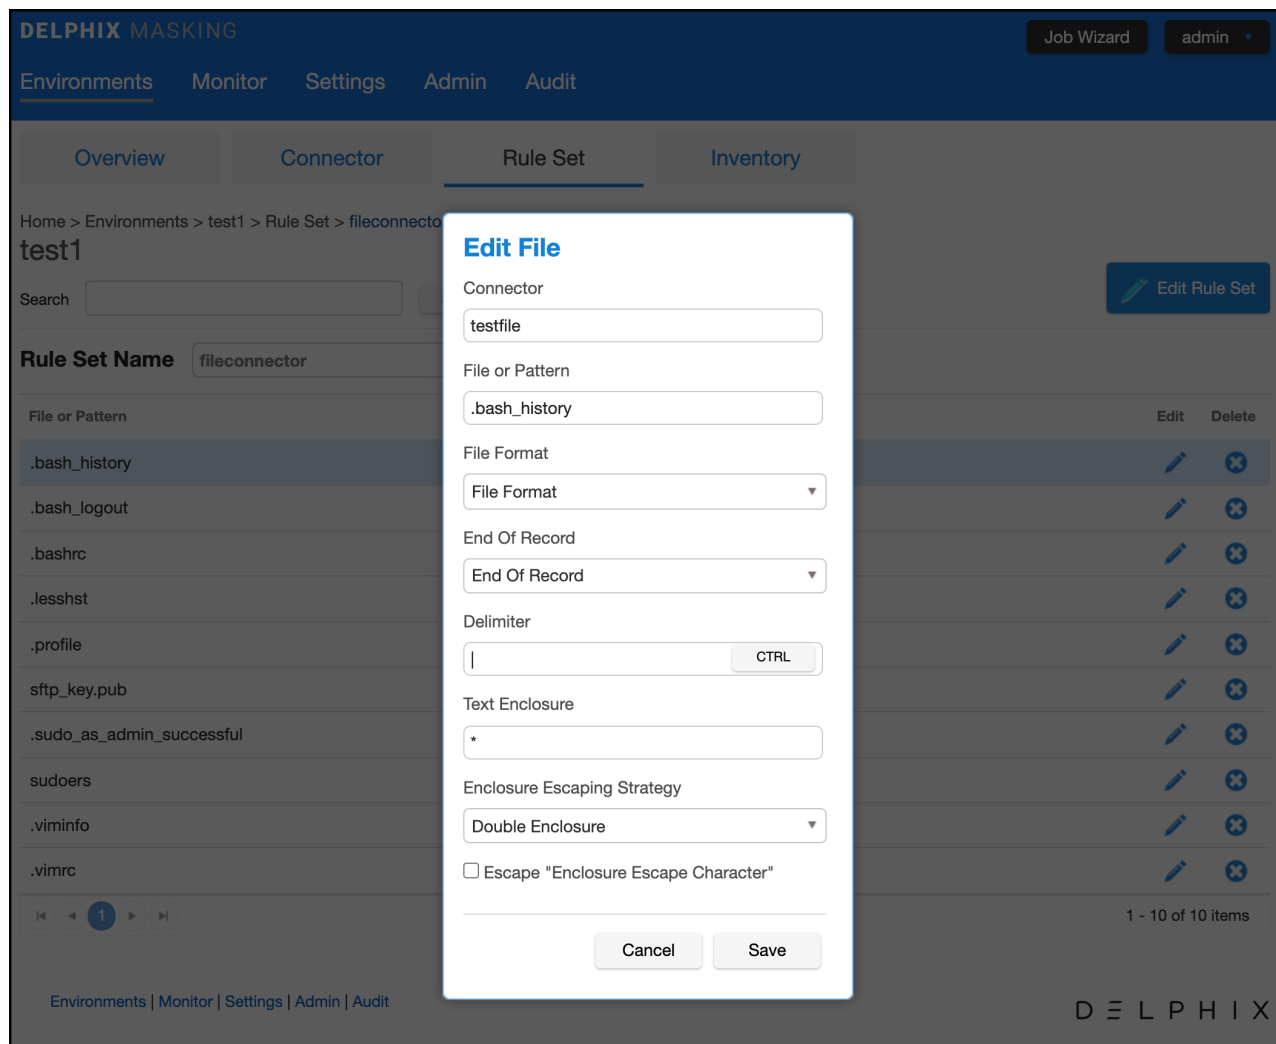 DELPHIX MASKING
Job Wizard
admin
Environments Monitor Settings Admin Audit
Overview Connector Rule Set Inventory
Home > Environments > test1 > Rule Set > fileconnecto
test1
Search
Edit Rule Set
Rule Set Name fileconnector
File or Pattern Edit Delete
.bash_history
.bash_logout
.bashrc
.lesshst
.profile
sftp_key.pub
.sudo_as_admin_successful
sudoers
.viminfo
.vimrc
1
1 - 10 of 10 items
Edit File
Connector
testfile
File or Pattern
.bash_history
File Format
File Format
End Of Record
End Of Record
Delimiter
| CTRL
Text Enclosure
*
Enclosure Escaping Strategy
Double Enclosure
Escape "Enclosure Escape Character"
Cancel Save
Environments | Monitor | Settings | Admin | Audit
DELPHIX